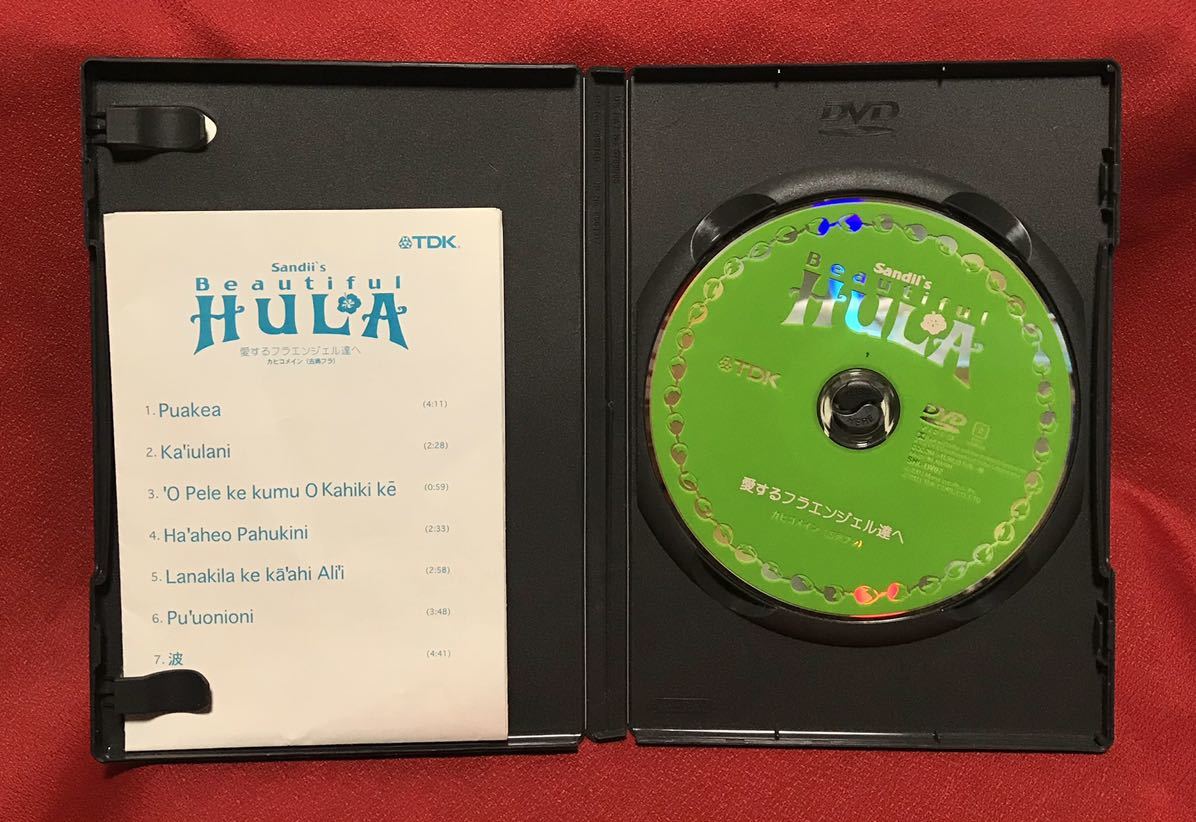 TDK
Sandii's
Beautiful
HULA
愛するフラエンジェル達へ
カヒコメイン(古典フラ)
1. Puakea (4:11)
2. Ka'iulani (2:28)
3. 'O Pele ke kumu O Kahiki kē (0:59)
4. Ha'aheo Pahukini (2:33)
5. Lanakila ke kā'ahi Ali'i (2:58)
6. Pu'uonioni (3:48)
7. 波 (4:41)
DVD
Sandii's
Beautiful
HULA
TDK
DVD
VIDEO
愛するフラエンジェル達へ
カヒコメイン(古典フラ)